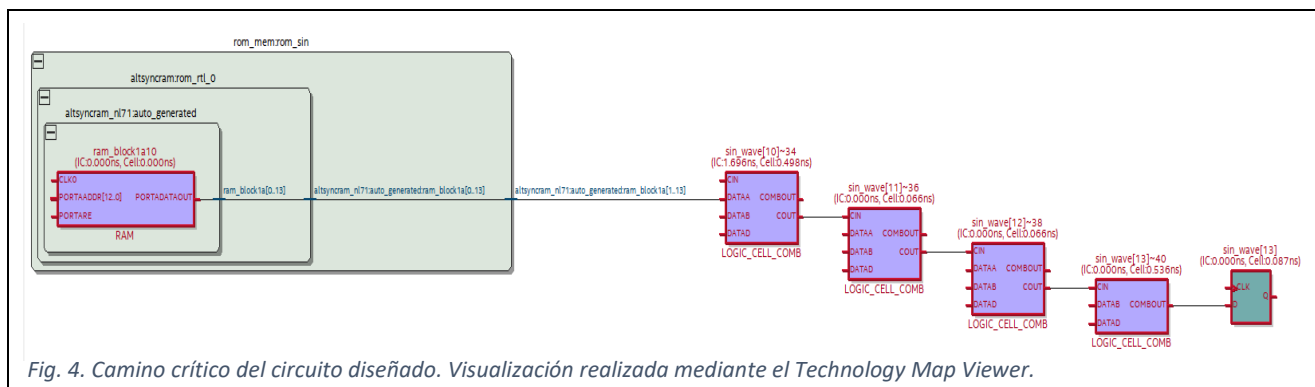 rom_mem:rom_sin
altsyncram:rom_rtl_0
altsyncram_nl71:auto_generated
ram_block1a10
(IC:0.000ns, Cell:0.000ns)
CLK0
PORTAADDR[12..0] PORTADATAOUT
PORTARE
RAM
ram_block1a[0..13]
altsyncram_nl71:auto_generated:ram_block1a[0..13]
altsyncram_nl71:auto_generated:ram_block1a[1..13]
sin_wave[10]~34
(IC:1.696ns, Cell:0.498ns)
CIN
DATAA COMBOUT
DATAB COUT
DATAD
LOGIC_CELL_COMB
sin_wave[11]~36
(IC:0.000ns, Cell:0.066ns)
CIN
DATAA COMBOUT
DATAB COUT
DATAD
LOGIC_CELL_COMB
sin_wave[12]~38
(IC:0.000ns, Cell:0.066ns)
CIN
DATAA COMBOUT
DATAB COUT
DATAD
LOGIC_CELL_COMB
sin_wave[13]~40
(IC:0.000ns, Cell:0.536ns)
CIN
DATAB COMBOUT
DATAD
LOGIC_CELL_COMB
sin_wave[13]
(IC:0.000ns, Cell:0.087ns)
CLK
Q
D
Fig. 4. Camino crítico del circuito diseñado. Visualización realizada mediante el Technology Map Viewer.